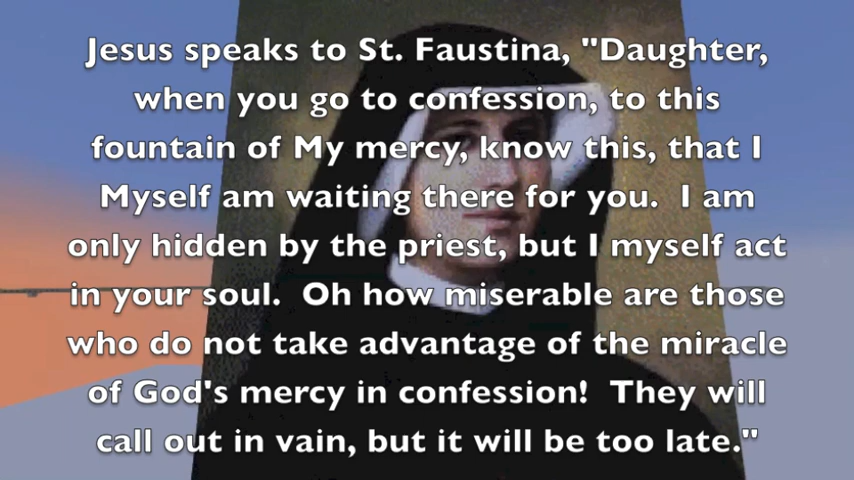 Jesus speaks to St. Faustina, "Daughter,
when you go to confession, to this
fountain of My mercy, know this, that I
Myself am waiting there for you.  I am
only hidden by the priest, but I myself act
in your soul.  Oh how miserable are those
who do not take advantage of the miracle
of God's mercy in confession!  They will
call out in vain, but it will be too late."